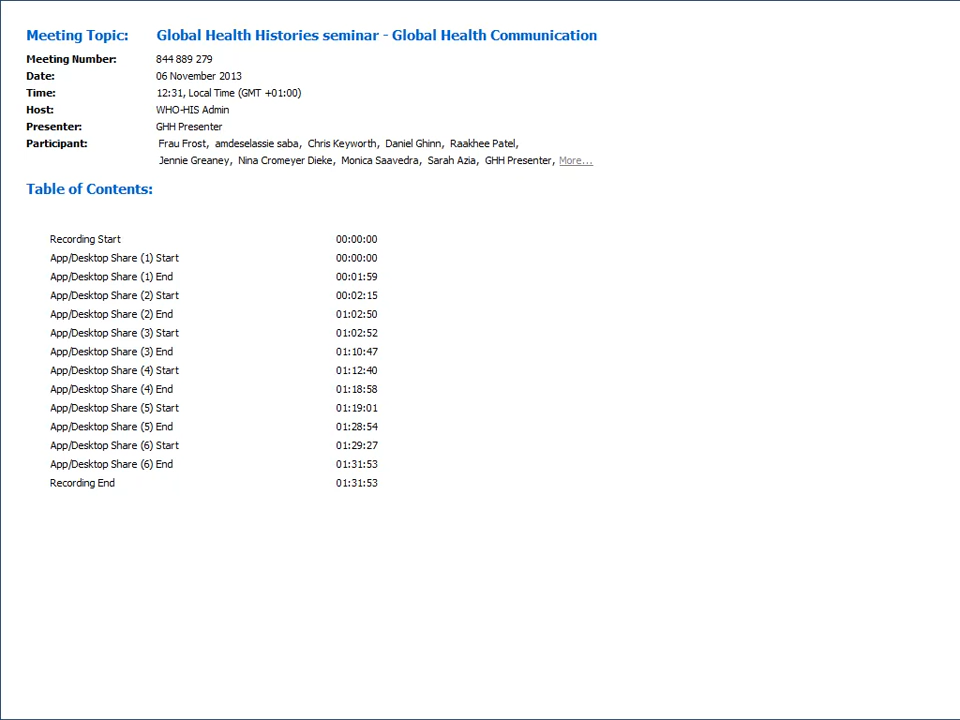 Meeting Topic: Global Health Histories seminar - Global Health Communication
Meeting Number: 844 889 279
Date: 06 November 2013
Time: 12:31, Local Time (GMT +01:00)
Host: WHO-HIS Admin
Presenter: GHH Presenter
Participant: Frau Frost, amdeselassie saba, Chris Keyworth, Daniel Ghinn, Raakhee Patel,
Jennie Greaney, Nina Cromeyer Dieke, Monica Saavedra, Sarah Azia, GHH Presenter, More...
Table of Contents:
Recording Start 00:00:00
App/Desktop Share (1) Start 00:00:00
App/Desktop Share (1) End 00:01:59
App/Desktop Share (2) Start 00:02:15
App/Desktop Share (2) End 01:02:50
App/Desktop Share (3) Start 01:02:52
App/Desktop Share (3) End 01:10:47
App/Desktop Share (4) Start 01:12:40
App/Desktop Share (4) End 01:18:58
App/Desktop Share (5) Start 01:19:01
App/Desktop Share (5) End 01:28:54
App/Desktop Share (6) Start 01:29:27
App/Desktop Share (6) End 01:31:53
Recording End 01:31:53